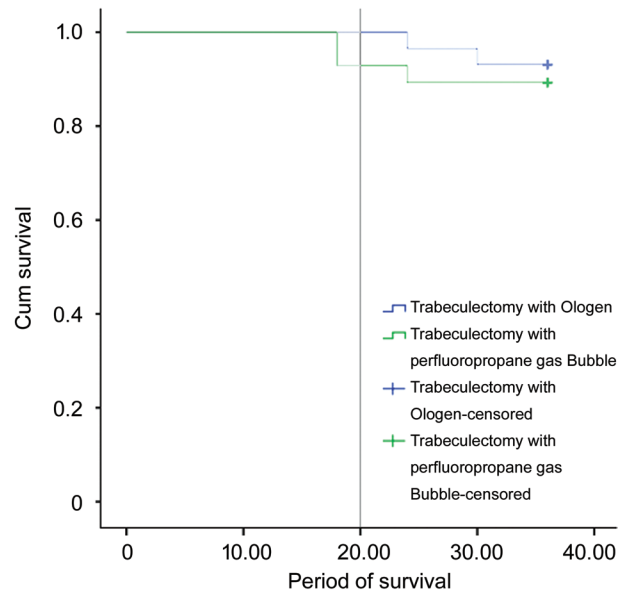 1.0
0.8
0.6
0.4
0.2
0
Cum survival
Trabeculectomy with Ologen
Trabeculectomy with
perfluoropropane gas Bubble
Trabeculectomy with
Ologen-censored
Trabeculectomy with
perfluoropropane gas
Bubble-censored
0 10.00 20.00 30.00 40.00
Period of survival